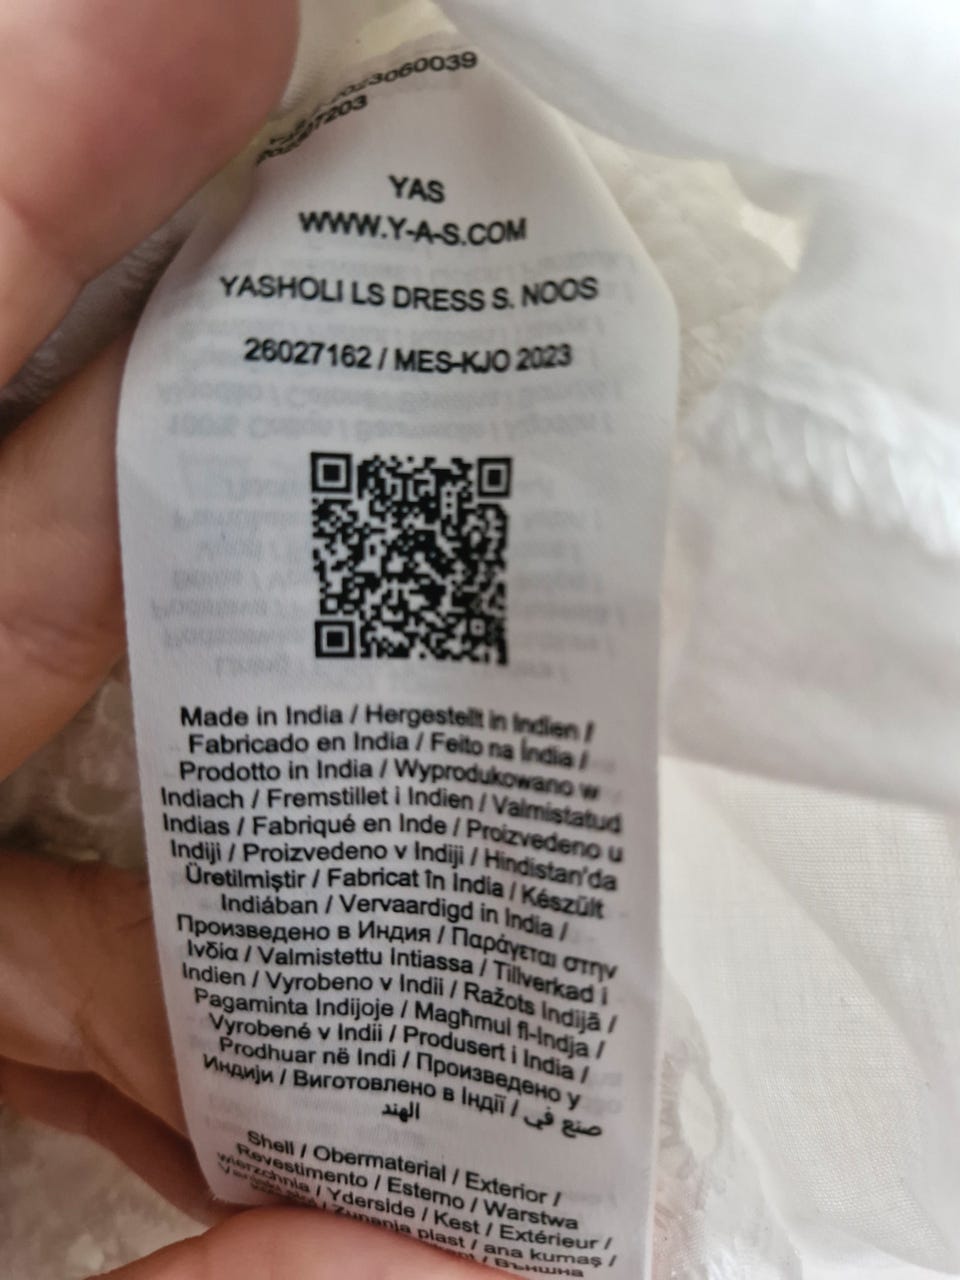 YAS
WWW.Y-A-S.COM
YASHOLI LS DRESS S. NOOS
26027162 / MES-KJO 2023
Made in India / Hergestellt in Indien /
Fabricado en India / Feito na Índia /
Prodotto in India / Wyprodukowano w
Indiach / Fremstillet i Indien / Valmistatud
Indias / Fabriqué en Inde / Proizvedeno u
Indiji / Proizvedeno v Indiji / Hindistan'da
Üretilmiştir / Fabricat în India / Készült
Indiában / Vervaardigd in India /
Произведено в Индия / Παράγεται στην
Ινδία / Valmistettu Intiassa / Tillverkad i
Indien / Vyrobeno v Indii / Ražots Indijā /
Pagaminta Indijoje / Magħmul fl-Indja /
Vyrobené v Indii / Produsert i India /
Prodhuar në Indi / Произведено у
Индији / Виготовлено в Індії / صنع في
الهند
Shell / Obermaterial / Exterior /
Revestimento / Esterno / Warstwa
wierzchnia / Yderside / Kest / Extérieur /
Zunanja plast / ana kumaş /
Външна